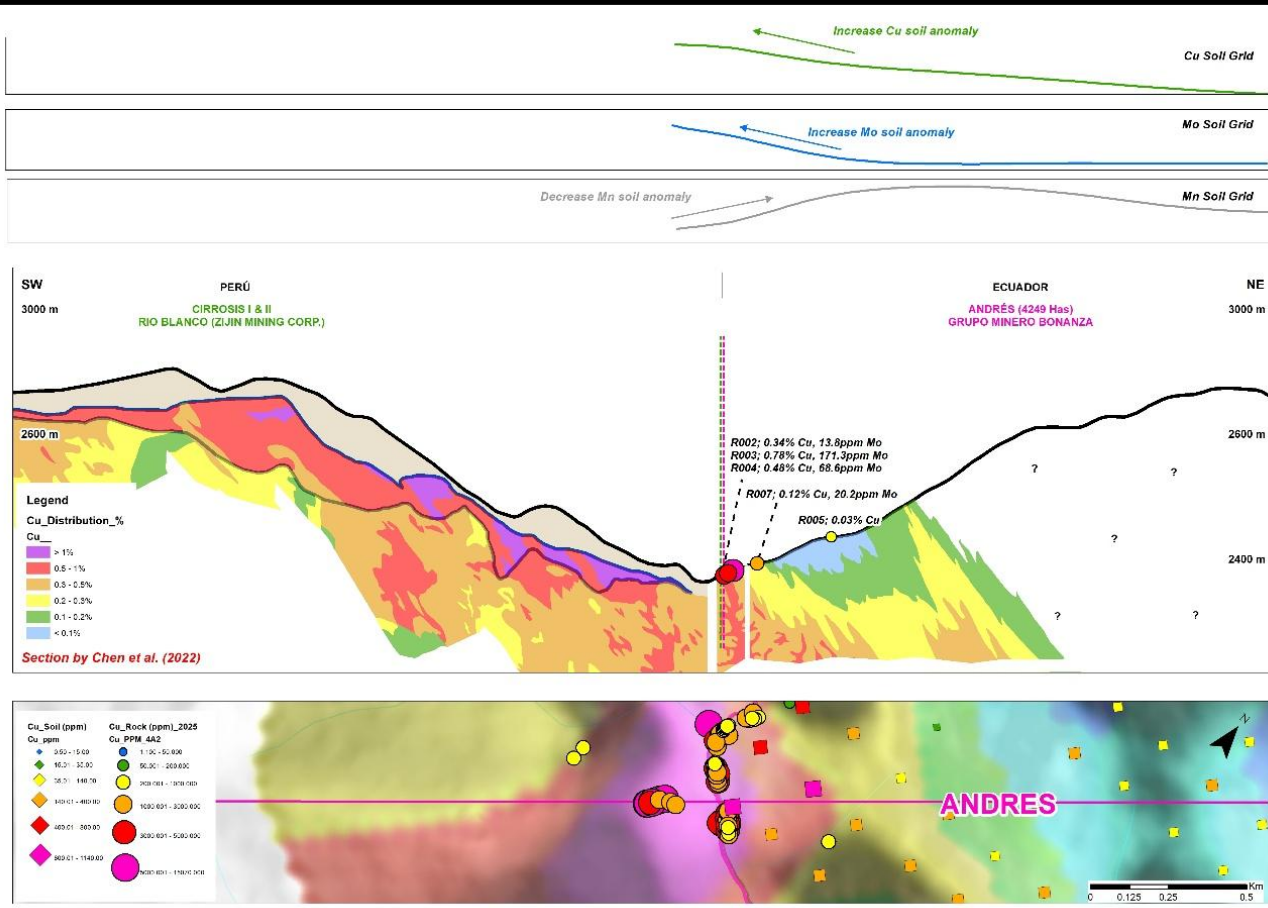 Increase Cu soil anomaly
Cu Soil Grid
Increase Mo soil anomaly
Mo Soil Grid
Decrease Mn soil anomaly
Mn Soil Grid
SW
PERÚ
ECUADOR
NE
3000 m
CIRROSIS I & II
RIO BLANCO (ZIJIN MINING CORP.)
ANDRÉS (4249 Has)
GRUPO MINERO BONANZA
3000 m
2600 m
2600 m
R002; 0.34% Cu, 13.8ppm Mo
R003; 0.78% Cu, 171.3ppm Mo
R004; 0.48% Cu, 68.6ppm Mo
R007; 0.12% Cu, 20.2ppm Mo
R005; 0.03% Cu
? ? ? ? ?
2400 m
Legend
Cu_Distribution_%
Cu__
> 1%
0.5 - 1%
0.3 - 0.5%
0.2 - 0.3%
0.1 - 0.2%
< 0.1%
Section by Chen et al. (2022)
Cu_Soil (ppm)
Cu_ppm
Cu_Rock (ppm)_2025
Cu_PPM_4A2
N
ANDRES
Km
0 0.125 0.25 0.5